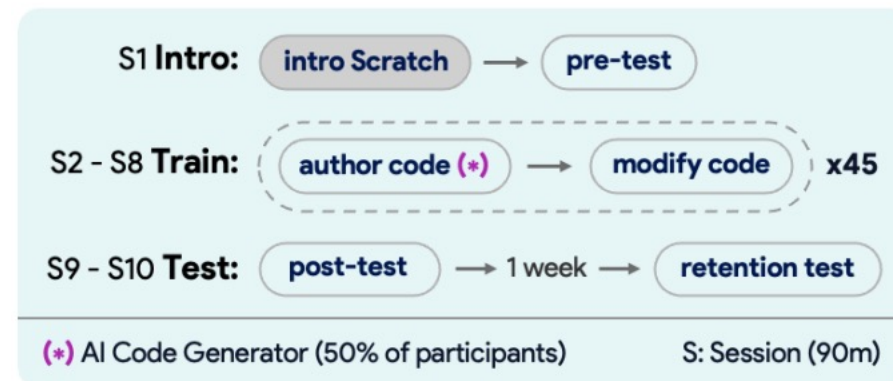 S1 Intro: intro Scratch → pre-test
S2 - S8 Train: author code (*) → modify code x45
S9 - S10 Test: post-test → 1 week → retention test
(*) AI Code Generator (50% of participants) S: Session (90m)